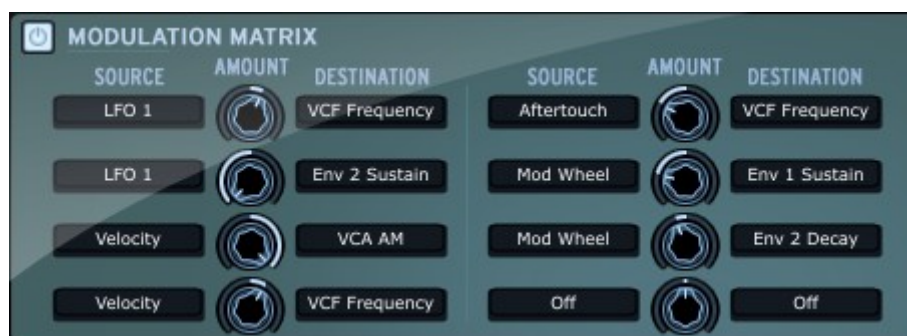 MODULATION MATRIX
SOURCE AMOUNT DESTINATION SOURCE AMOUNT DESTINATION
LFO 1 VCF Frequency Aftertouch VCF Frequency
LFO 1 Env 2 Sustain Mod Wheel Env 1 Sustain
Velocity VCA AM Mod Wheel Env 2 Decay
Velocity VCF Frequency Off Off